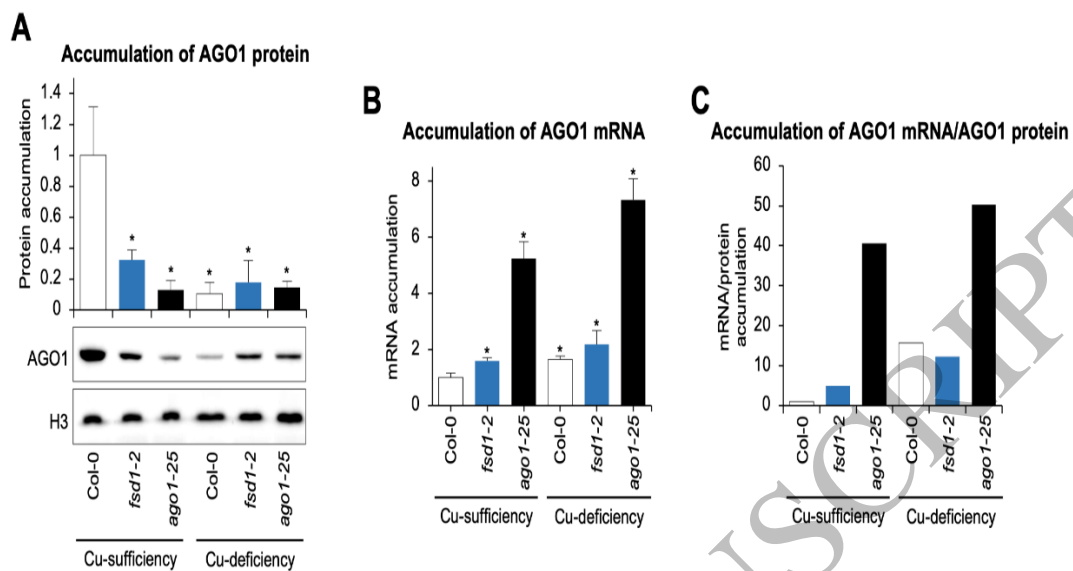 A
Accumulation of AGO1 protein
Protein accumulation
1.4
1.2
1
0.8
0.6
0.4
0.2
0
*
*
*
*
*
AGO1
H3
Col-0
fsd1-2
ago1-25
Col-0
fsd1-2
ago1-25
Cu-sufficiency
Cu-deficiency
B
Accumulation of AGO1 mRNA
mRNA accumulation
8
6
4
2
0
*
*
*
*
*
Col-0
fsd1-2
ago1-25
Col-0
fsd1-2
ago1-25
Cu-sufficiency
Cu-deficiency
C
Accumulation of AGO1 mRNA/AGO1 protein
mRNA/protein
accumulation
60
50
40
30
20
10
0
Col-0
fsd1-2
ago1-25
Col-0
fsd1-2
ago1-25
Cu-sufficiency
Cu-deficiency
SCRIPT